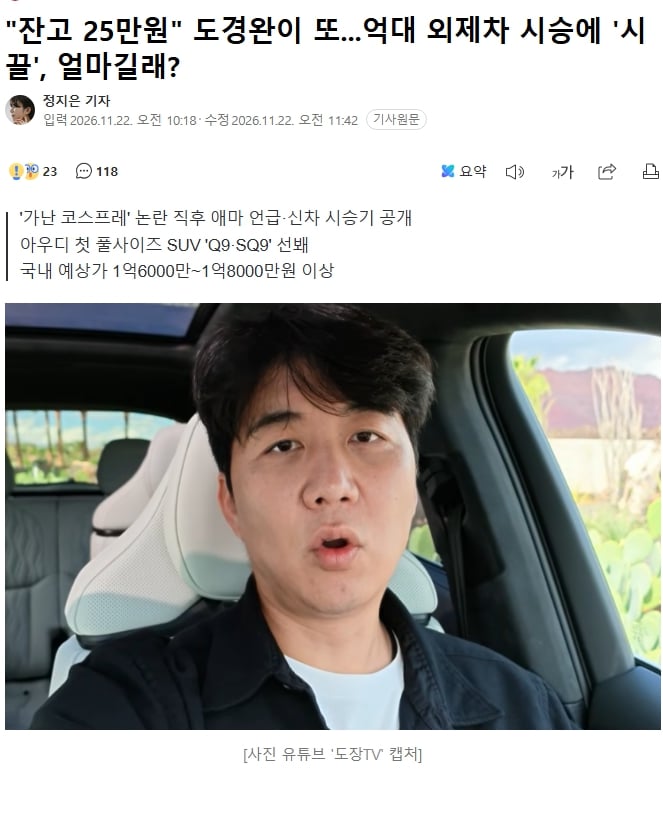 "잔고 25만원" 도경완이 또...억대 외제차 시승에 '시
끌', 얼마길래?
정지은 기자
입력 2026.11.22. 오전 10:18 · 수정 2026.11.22. 오전 11:42 기사원문
23 118 요약 가가
'가난 코스프레' 논란 직후 애마 언급·신차 시승기 공개
아우디 첫 풀사이즈 SUV 'Q9·SQ9' 선봬
국내 예상가 1억6000만~1억8000만원 이상
[사진 유튜브 '도장TV' 캡처]